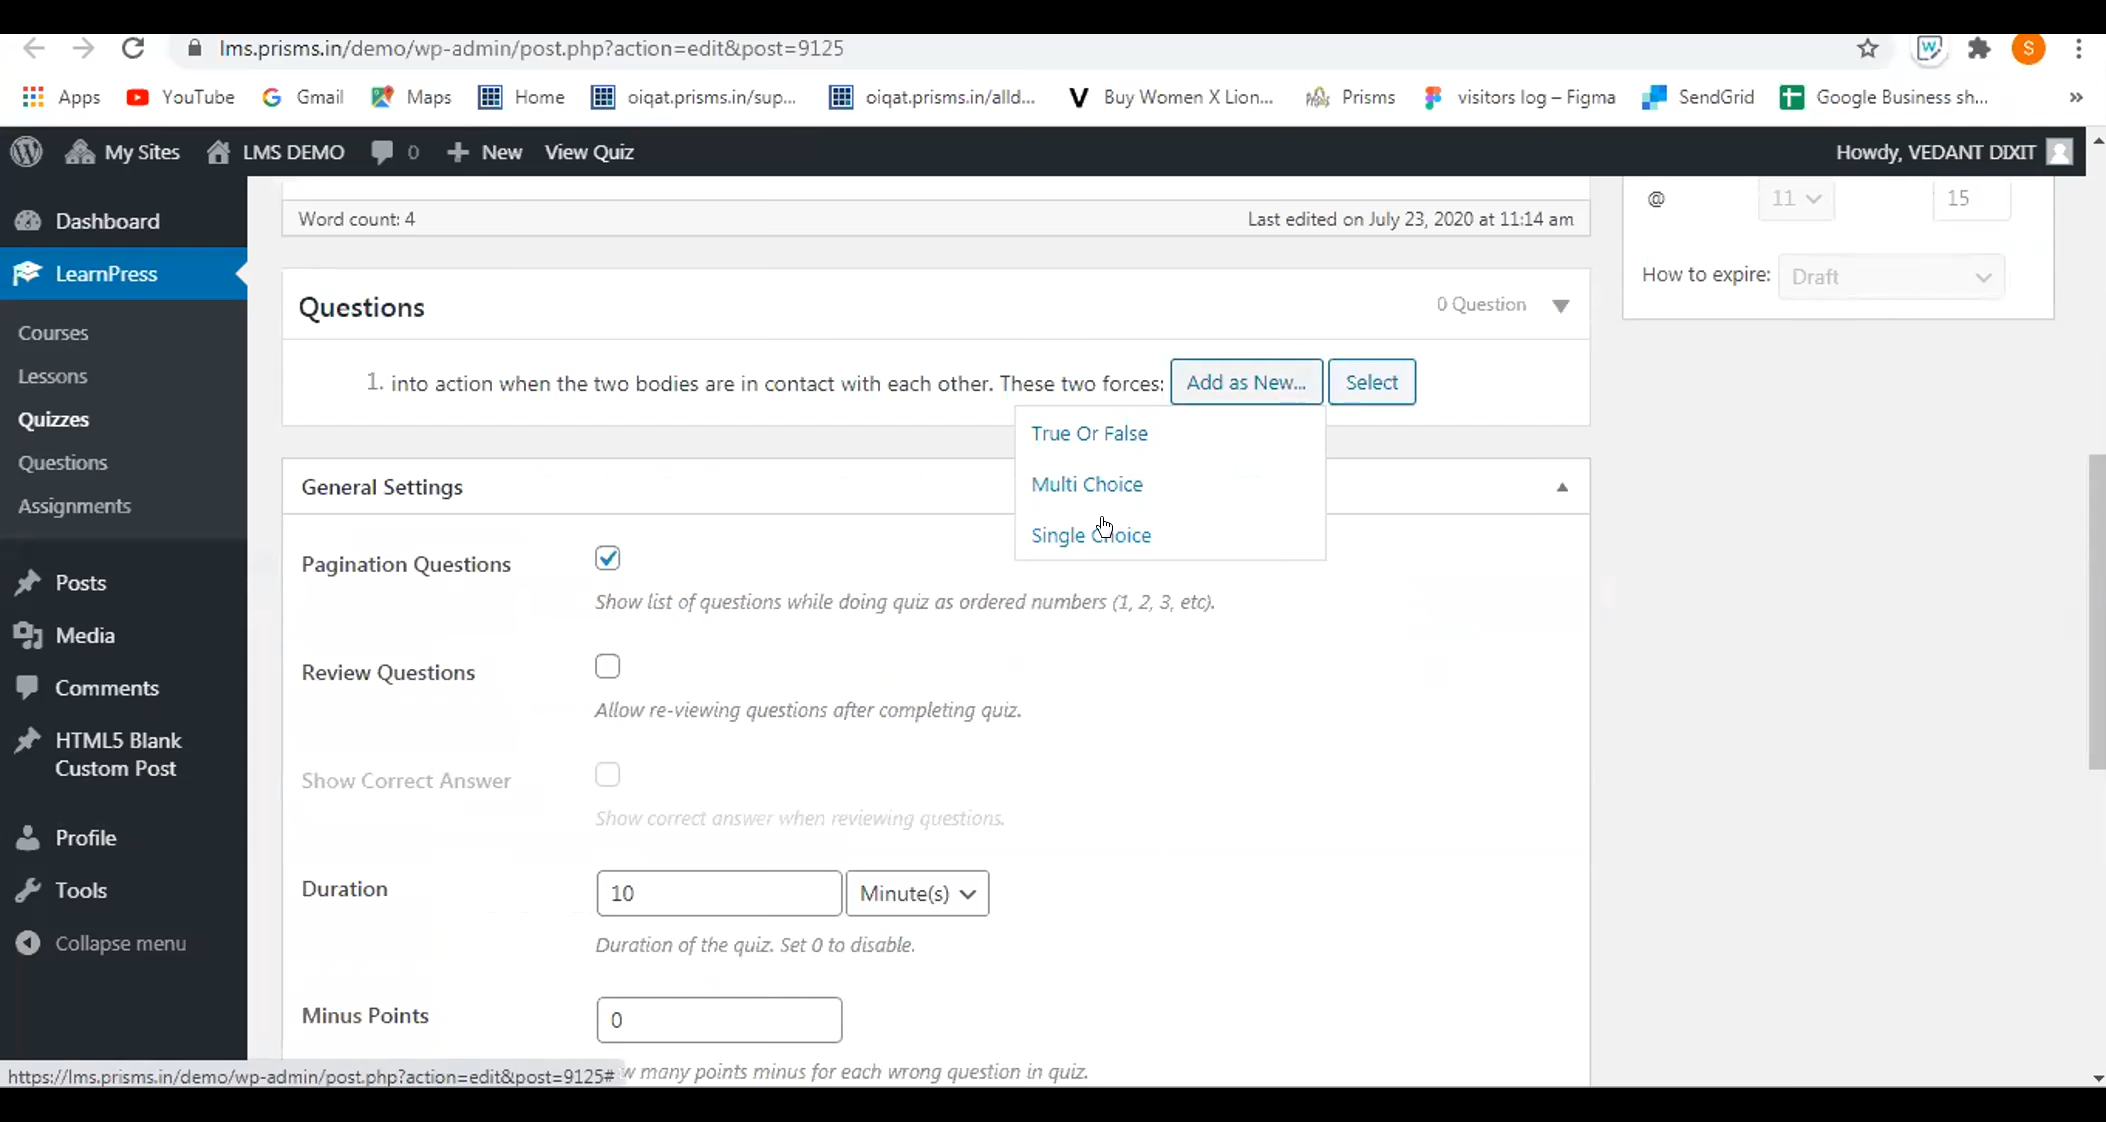 lms.prisms.in/demo/wp-admin/post.php?action=edit&post=9125
S
Apps YouTube Gmail Maps Home oiqat.prisms.in/sup... oiqat.prisms.in/alld... Buy Women X Lion... Prisms visitors log – Figma SendGrid Google Business sh... »
My Sites LMS DEMO 0 + New View Quiz Howdy, VEDANT DIXIT
Dashboard
LearnPress
Courses
Lessons
Quizzes
Questions
Assignments
Posts
Media
Comments
HTML5 Blank
Custom Post
Profile
Tools
Collapse menu
Word count: 4 Last edited on July 23, 2020 at 11:14 am
Questions 0 Question
1. into action when the two bodies are in contact with each other. These two forces: Add as New... Select
True Or False
Multi Choice
Single Choice
General Settings
Pagination Questions
Show list of questions while doing quiz as ordered numbers (1, 2, 3, etc).
Review Questions
Allow re-viewing questions after completing quiz.
Show Correct Answer
Show correct answer when reviewing questions.
Duration 10 Minute(s)
Duration of the quiz. Set 0 to disable.
Minus Points 0
w many points minus for each wrong question in quiz.
@ 11 15
How to expire: Draft
https://lms.prisms.in/demo/wp-admin/post.php?action=edit&post=9125#